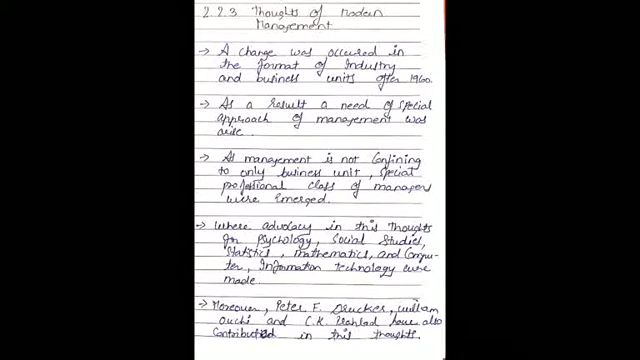 2.2.3 Thoughts of Modern
Management
→ A change was occured in
the format of Industry
and business units after 1960.
→ As a result a need of special
approach of management was
arise.
→ As management is not confining
to only business unit, special
professional class of managers
were emerged.
→ Where advocacy in this thoughts
for psychology, Social Studies,
Statistics, mathematics, and Compu-
ter, Information technology were
made.
→ Moreover, Peter F. Drucker, william
ouchi and C.K. Prahlad have also
Contributed in this thoughts.